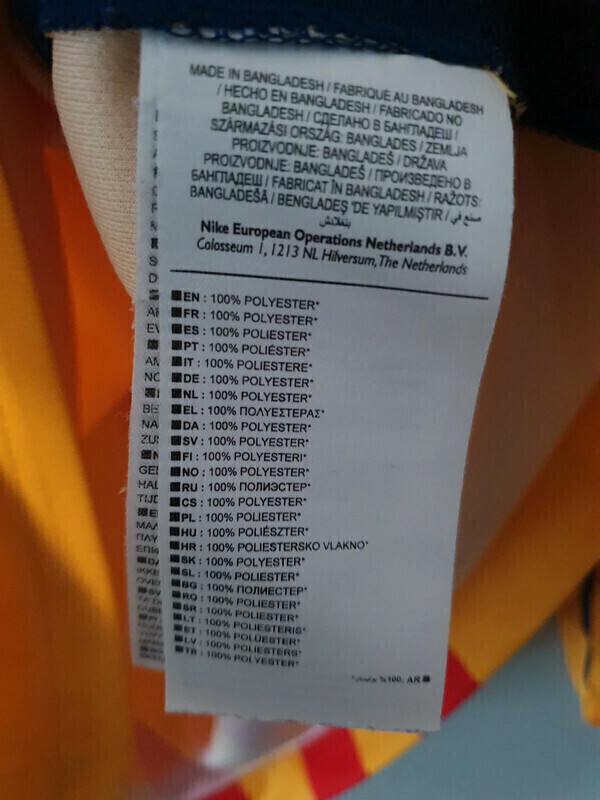 MADE IN BANGLADESH / FABRIQUE AU BANGLADESH
/ HECHO EN BANGLADESH / FABRICADO NO
BANGLADESH / СДЕЛАНО В БАНГЛАДЕШ /
SZÁRMAZÁSI ORSZÁG: BANGLADES / ZEMLJA
PROIZVODNJE: BANGLADEŠ / DRŽAVA
PROIZVODNJE: BANGLADEŠ / ПРОИЗВЕДЕНО В
БАНГЛАДЕШ / FABRICAT ÎN BANGLADESH / RAŽOTS:
BANGLADEŠĀ / BENGLADEŞ 'DE YAPILMIŞTIR / صنع في
بنغلادش
Nike European Operations Netherlands B.V.
Colosseum 1, 1213 NL Hilversum, The Netherlands
EN : 100% POLYESTER*
FR : 100% POLYESTER*
ES : 100% POLIESTER*
PT : 100% POLIÉSTER*
IT : 100% POLIESTERE*
DE : 100% POLYESTER*
NL : 100% POLYESTER*
EL : 100% ΠΟΛΥΕΣΤΕΡΑΣ*
DA : 100% POLYESTER*
SV : 100% POLYESTER*
FI : 100% POLYESTERI*
NO : 100% POLYESTER*
RU : 100% ПОЛИЭСТЕР*
CS : 100% POLYESTER*
PL : 100% POLIESTER*
HU : 100% POLIÉSZTER*
HR : 100% POLIESTERSKO VLAKNO*
SK : 100% POLYESTER*
SL : 100% POLIESTER*
BG : 100% ПОЛИЕСТЕР*
RO : 100% POLIESTER*
SR : 100% POLIESTER*
LT : 100% POLIESTERIS*
ET : 100% POLÜESTER*
LV : 100% POLIESTERS*
TR : 100% POLYESTER*
%100: AR